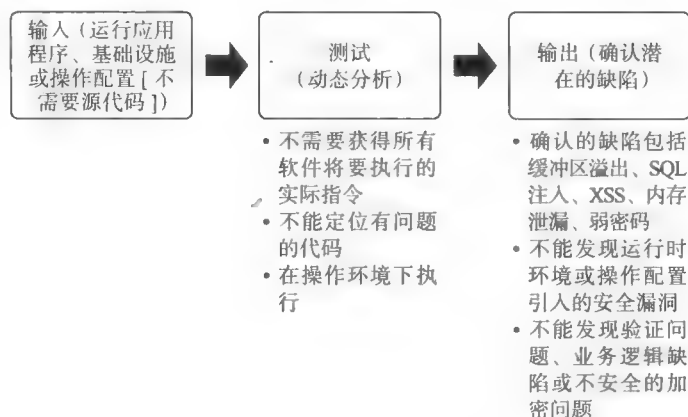 输入（运行应用
程序、基础设施
或操作配置[不
需要源代码]）
测试
（动态分析）
输出（确认潜
在的缺陷）
• 不需要获得所有
软件将要执行的
实际指令
• 不能定位有问题
的代码
• 在操作环境下执
行
• 确认的缺陷包括
缓冲区溢出、SQL
注入、XSS、内存
泄漏、弱密码
• 不能发现运行时
环境或操作配置
引入的安全漏洞
• 不能发现验证问
题、业务逻辑缺
陷或不安全的加
密问题